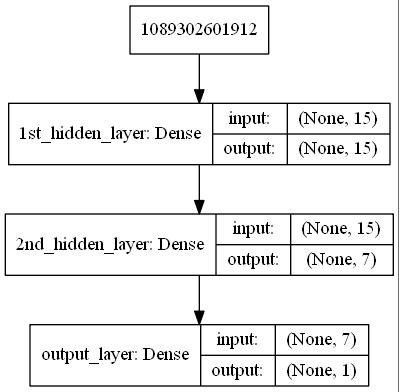 1089302601912
1st_hidden_layer: Dense
input:
(None, 15)
output:
(None, 15)
2nd_hidden_layer: Dense
input:
(None, 15)
output:
(None, 7)
output_layer: Dense
input:
(None, 7)
output:
(None, 1)